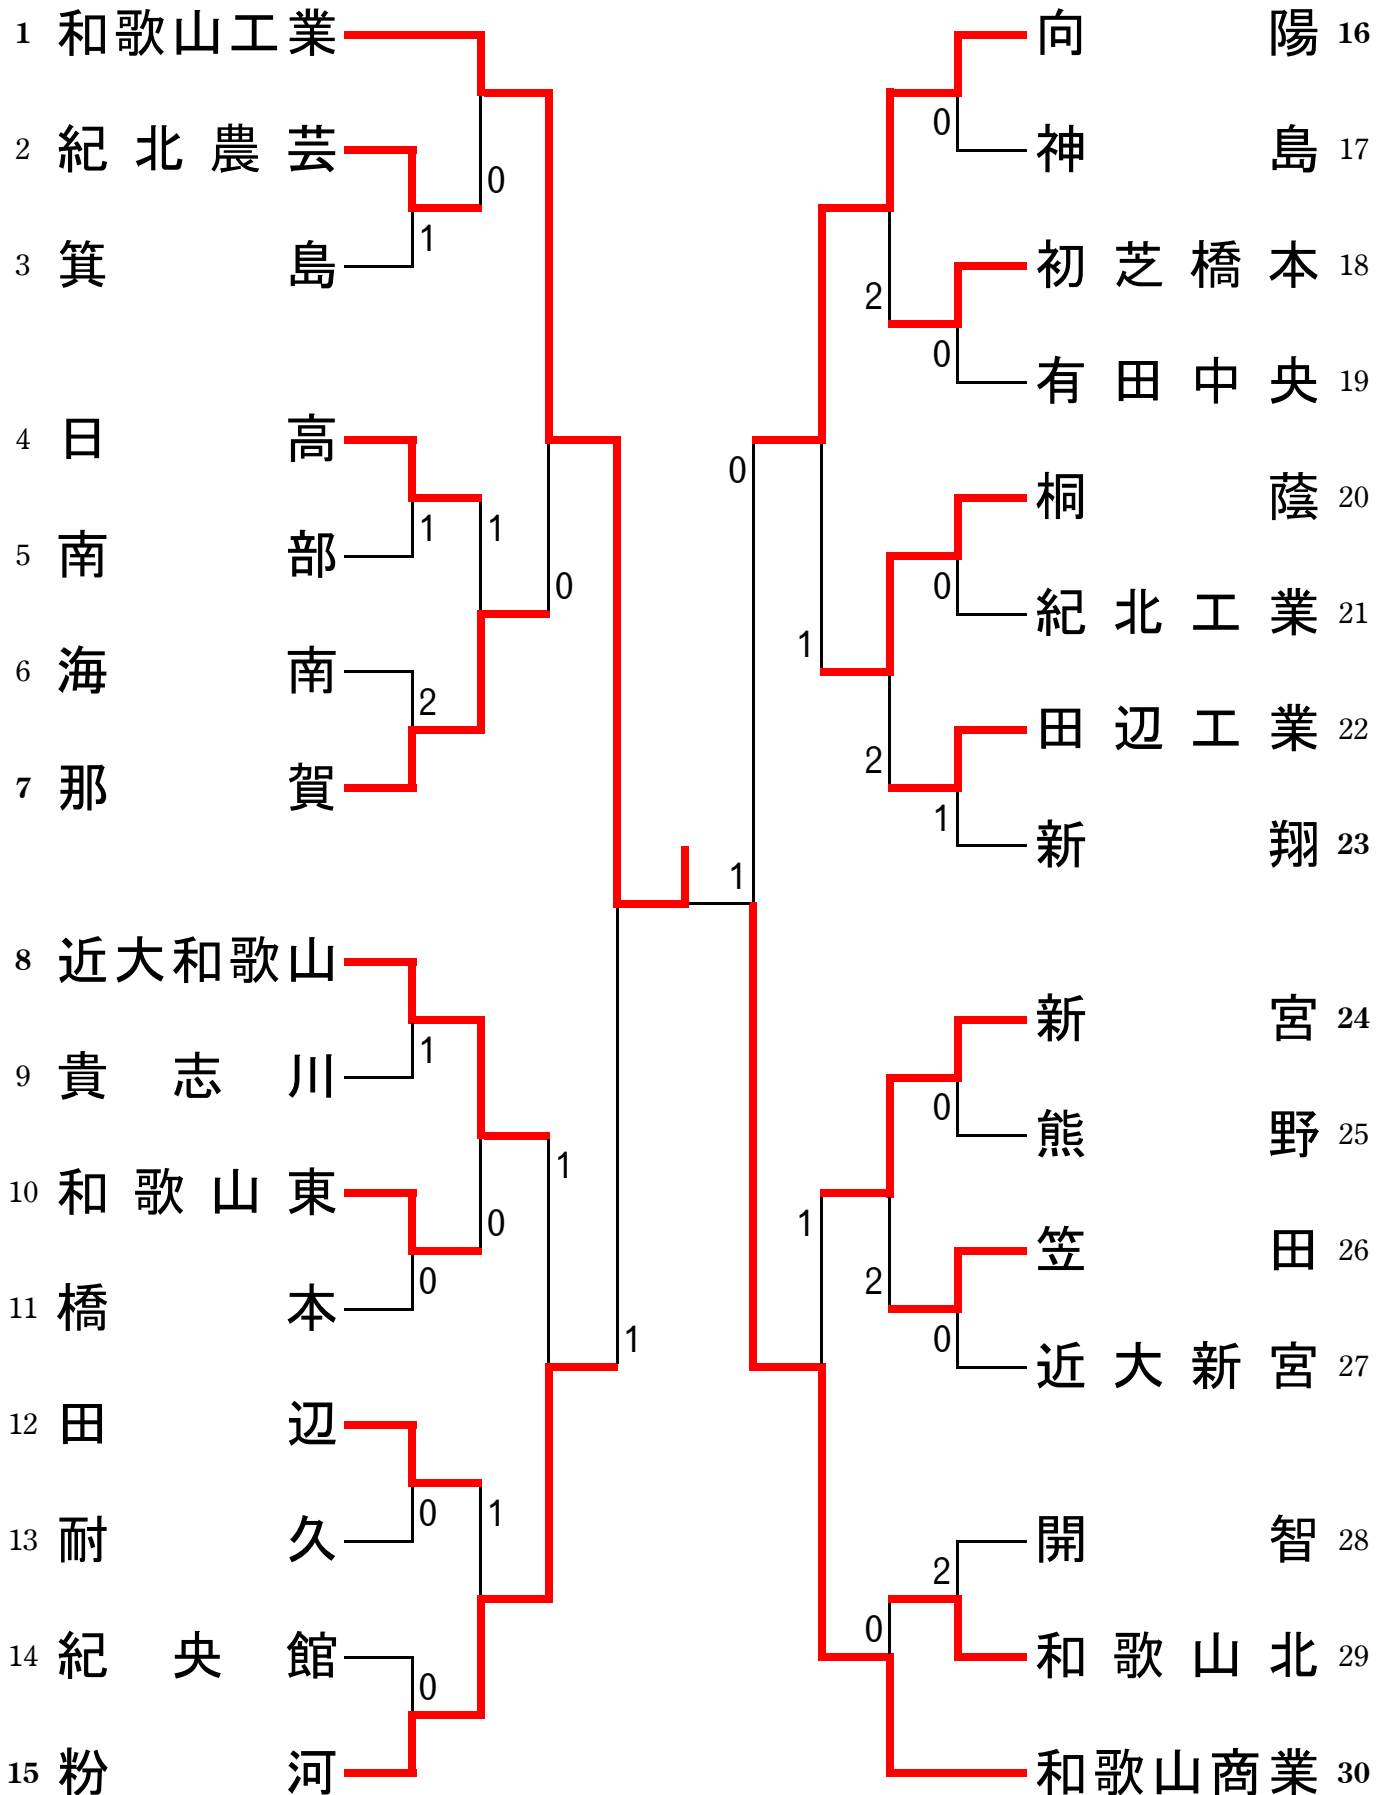 1 和歌山工業
2 紀北農芸
0
3 箕島
1
4 日高
5 南部
1
1
0
6 海南
2
7 那賀
8 近大和歌山
9 貴志川
1
1
10 和歌山東
0
11 橋本
0
1
12 田辺
13 耐久
0
1
14 紀央館
0
15 粉河
1
0
向陽 16
0
神島 17
初芝橋本 18
2
0
有田中央 19
桐蔭 20
0
紀北工業 21
1
田辺工業 22
2
1
新翔 23
新宮 24
0
熊野 25
1
笠田 26
2
0
近大新宮 27
開智 28
2
0
和歌山北 29
和歌山商業 30